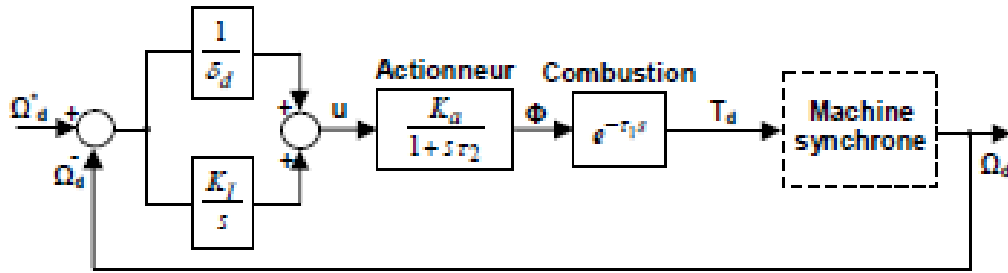 Ω*d
+
Ω-d
1
δd
KI
s
+
+
u
Actionneur
Ka
1+sτ2
Φ
Combustion
e^−τ1s
Td
Machine
synchrone
Ωd